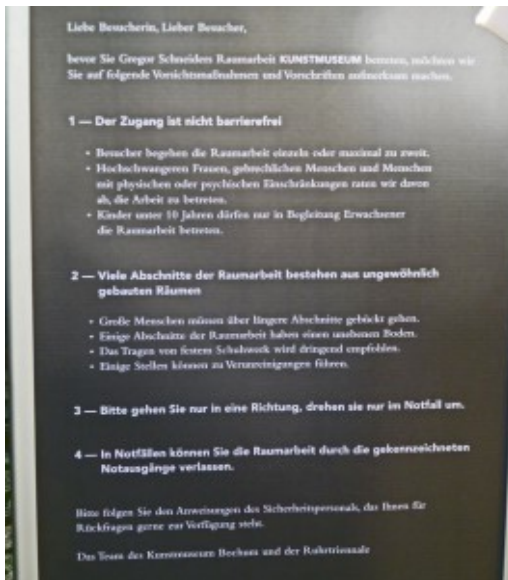 Liebe Besucherin, Lieber Besucher,
bevor Sie Gregor Schneiders Raumarbeit KUNSTMUSEUM betreten, möchten wir
Sie auf folgende Vorsichtsmaßnahmen und Vorschriften aufmerksam machen.
1 — Der Zugang ist nicht barrierefrei
• Besucher begehen die Raumarbeit einzeln oder maximal zu zweit.
• Hochschwangeren Frauen, gebrechlichen Menschen und Menschen
mit physischen oder psychischen Einschränkungen raten wir davon
ab, die Arbeit zu betreten.
• Kinder unter 10 Jahren dürfen nur in Begleitung Erwachsener
die Raumarbeit betreten.
2 — Viele Abschnitte der Raumarbeit bestehen aus ungewöhnlich
gebauten Räumen
• Große Menschen müssen über längere Abschnitte gebückt gehen.
• Einige Abschnitte der Raumarbeit haben einen unebenen Boden.
• Das Tragen von festem Schuhwerk wird dringend empfohlen.
• Einige Stellen können zu Verunreinigungen führen.
3 — Bitte gehen Sie nur in eine Richtung, drehen sie nur im Notfall um.
4 — In Notfällen können Sie die Raumarbeit durch die gekennzeichneten
Notausgänge verlassen.
Bitte folgen Sie den Anweisungen des Sicherheitspersonals, das Ihnen für
Rückfragen gerne zur Verfügung steht.
Das Team des Kunstmuseum Bochum und der Ruhrtriennale